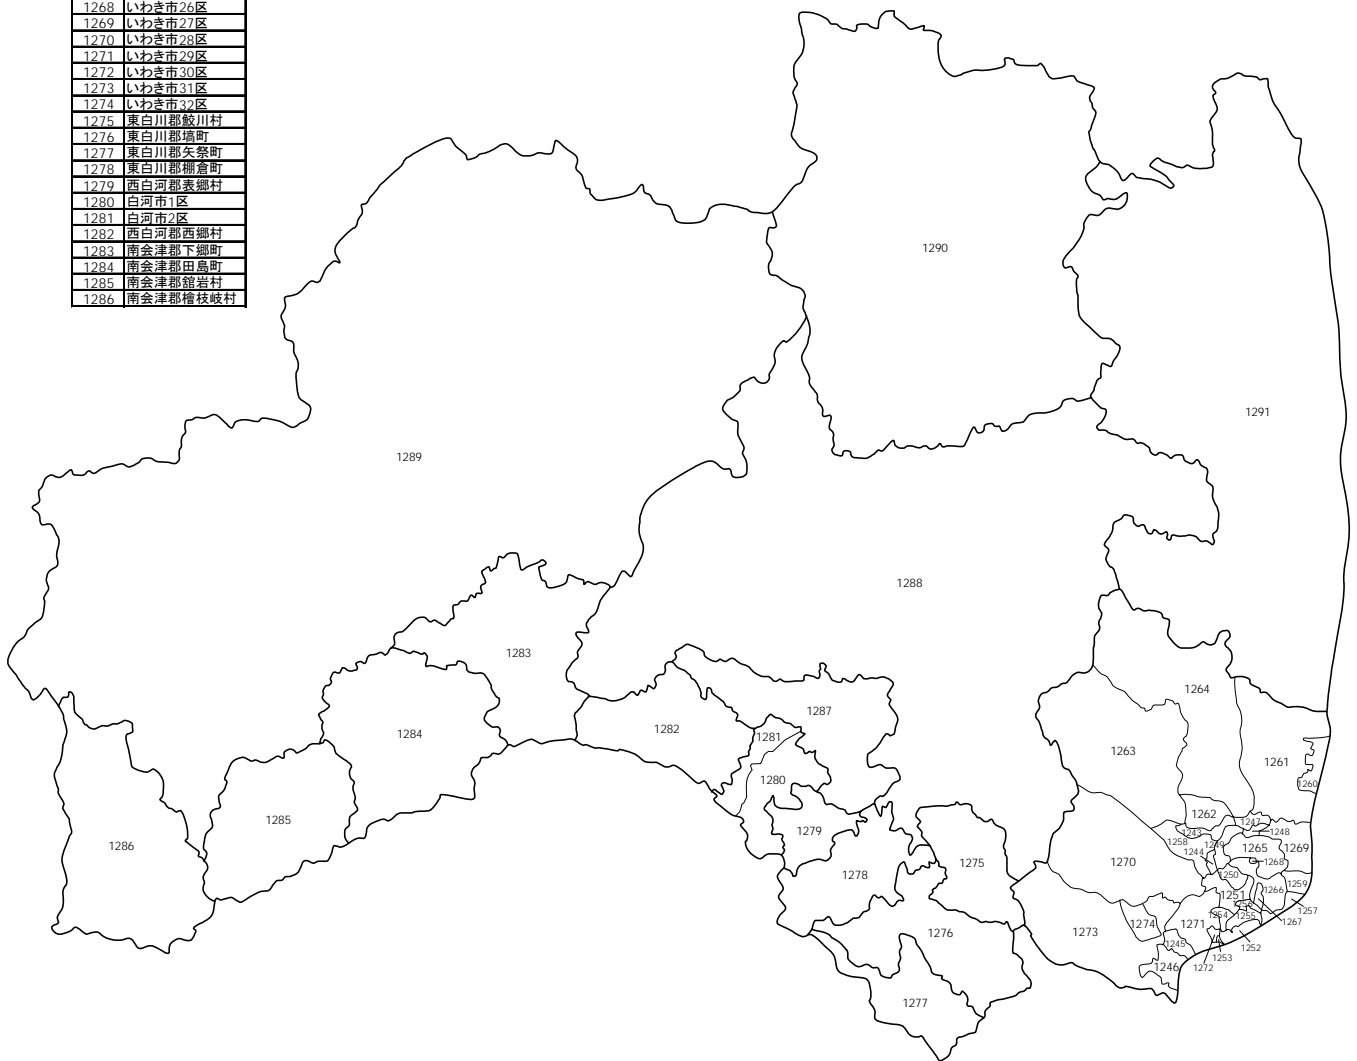 1268 いわき市26区
1269 いわき市27区
1270 いわき市28区
1271 いわき市29区
1272 いわき市30区
1273 いわき市31区
1274 いわき市32区
1275 東白川郡鮫川村
1276 東白川郡塙町
1277 東白川郡矢祭町
1278 東白川郡棚倉町
1279 西白河郡表郷村
1280 白河市1区
1281 白河市2区
1282 西白河郡西郷村
1283 南会津郡下郷町
1284 南会津郡田島町
1285 南会津郡舘岩村
1286 南会津郡檜枝岐村
1290
1291
1289
1288
1283
1264
1287
1282
1281
1284
1263
1261
1280
1260
1262
1285
1247
1279
1243
1248
1258
1249
1286
1265
1269
1244
1270
1275
1268
1278
1250
1259
1266
1251
1256
1257
1254
1255
1267
1274
1271
1273
1276
1245
1252
1253
1246
1272
1277